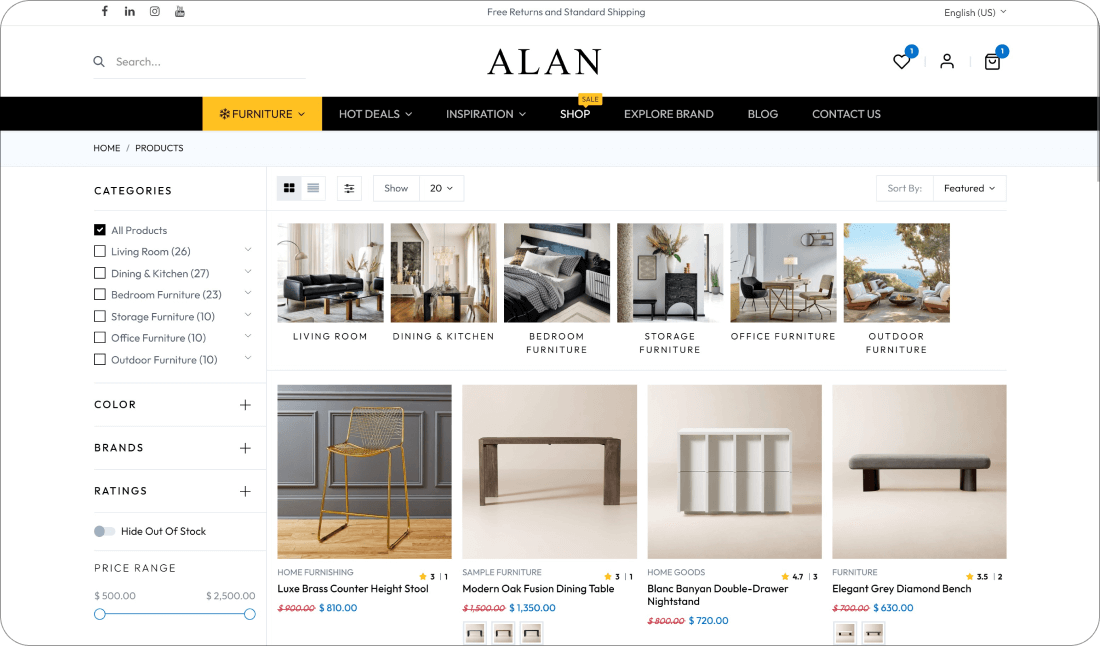 Free Returns and Standard Shipping
English (US)
Search...
ALAN
1
1
SALE
FURNITURE
HOT DEALS
INSPIRATION
SHOP
EXPLORE BRAND
BLOG
CONTACT US
HOME / PRODUCTS
CATEGORIES
All Products
Living Room (26)
Dining & Kitchen (27)
Bedroom Furniture (23)
Storage Furniture (10)
Office Furniture (10)
Outdoor Furniture (10)
COLOR
BRANDS
RATINGS
Hide Out Of Stock
PRICE RANGE
$ 500.00
$ 2,500.00
Show 20
Sort By: Featured
LIVING ROOM
DINING & KITCHEN
BEDROOM
FURNITURE
STORAGE
FURNITURE
OFFICE FURNITURE
OUTDOOR
FURNITURE
HOME FURNISHING
3 | 1
Luxe Brass Counter Height Stool
$ 900.00 $ 810.00
SAMPLE FURNITURE
3 | 1
Modern Oak Fusion Dining Table
$ 1,500.00 $ 1,350.00
HOME GOODS
4.7 | 3
Blanc Banyan Double-Drawer
Nightstand
$ 800.00 $ 720.00
FURNITURE
3.5 | 2
Elegant Grey Diamond Bench
$ 700.00 $ 630.00